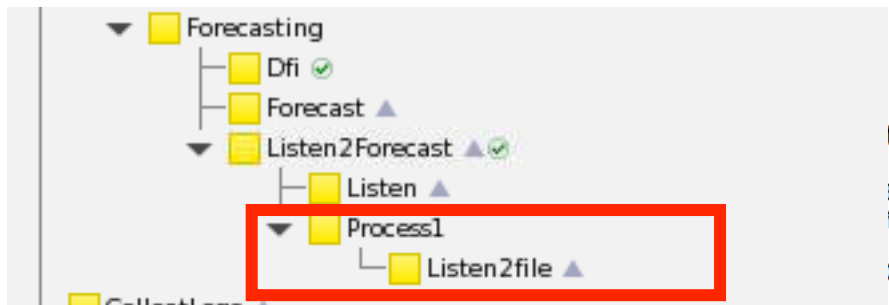 Forecasting
Dfi
Forecast
Listen2Forecast
Listen
Process1
Listen2file